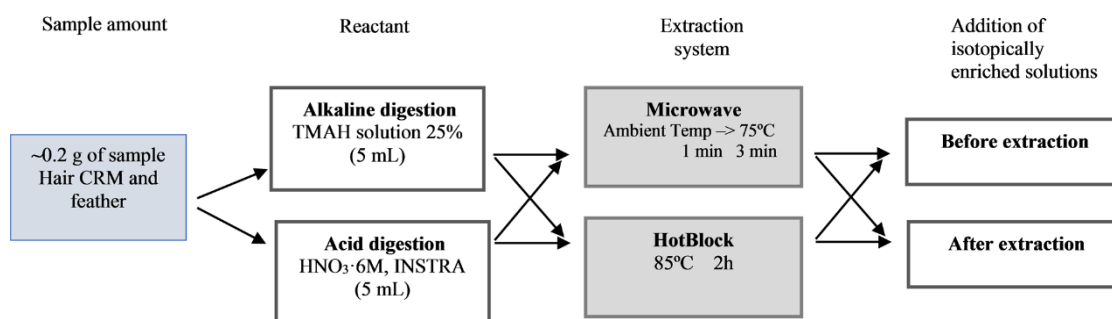 Sample amount
Reactant
Extraction
system
Addition of
isotopically
enriched solutions
~0.2 g of sample
Hair CRM and
feather
Alkaline digestion
TMAH solution 25%
(5 mL)
Acid digestion
HNO₃·6M, INSTRA
(5 mL)
Microwave
Ambient Temp –> 75ºC
1 min 3 min
HotBlock
85ºC 2h
Before extraction
After extraction